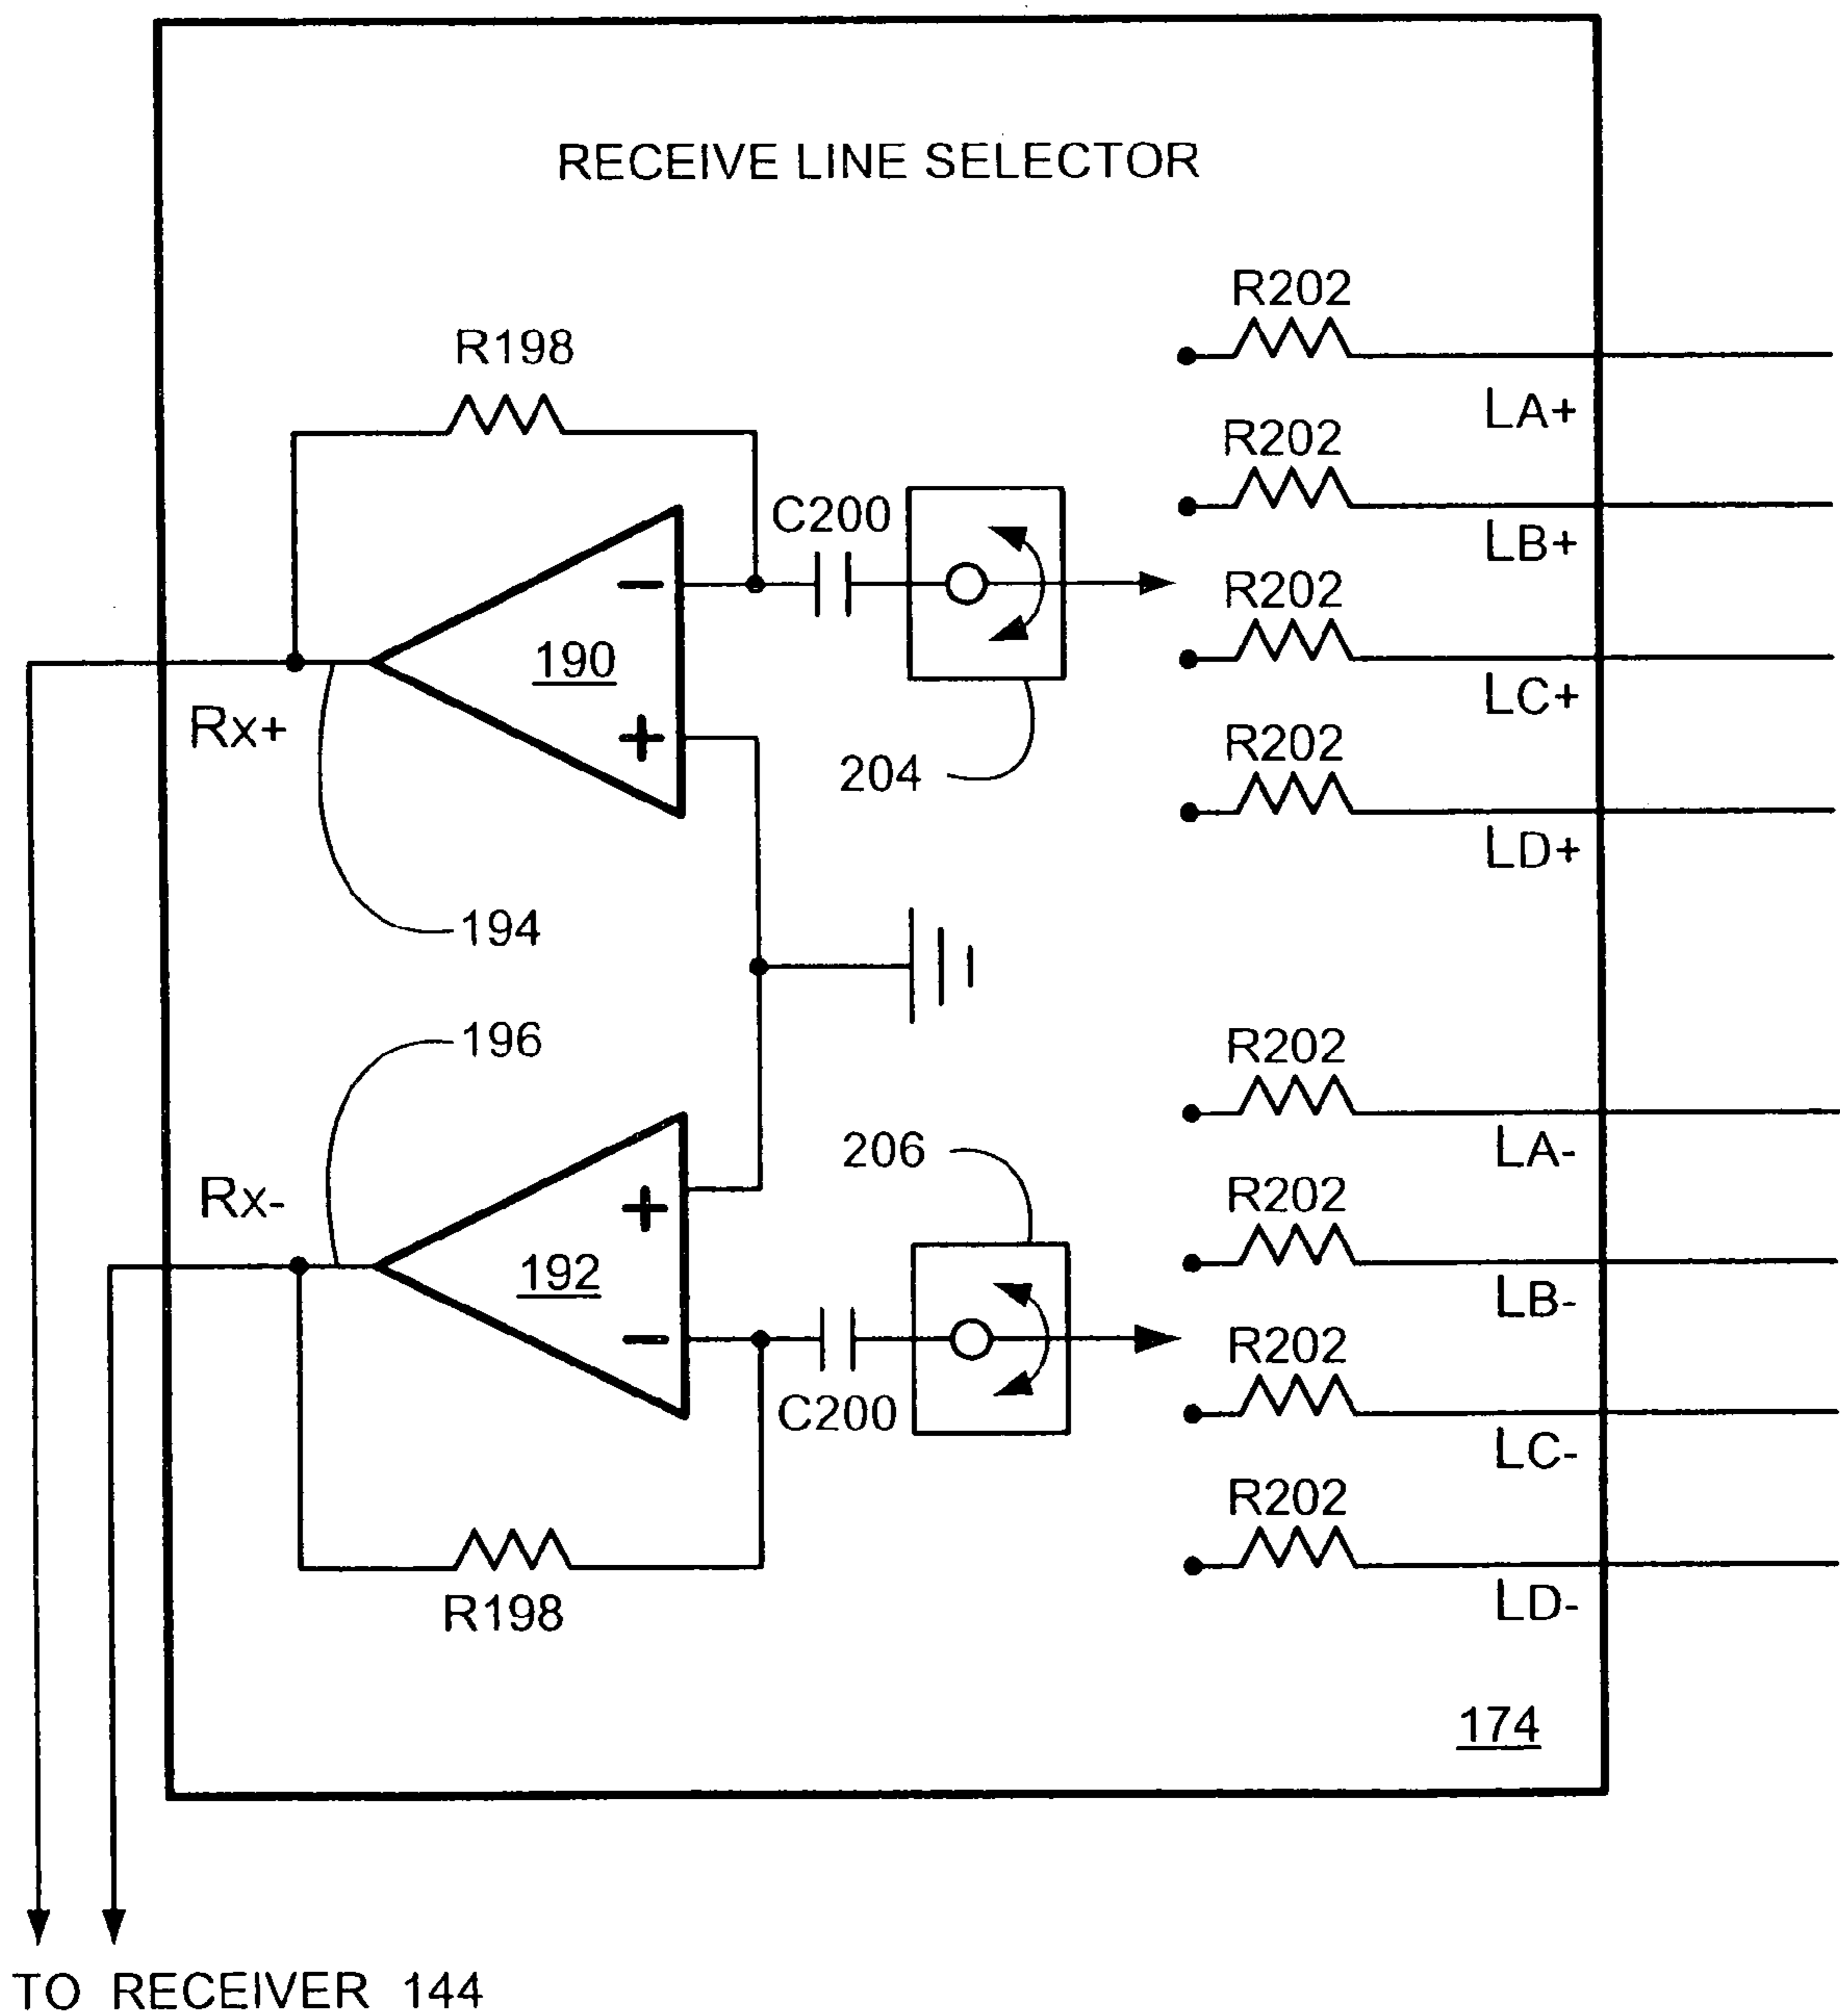 RECEIVE LINE SELECTOR
R202
R198
LA+
R202
C200
−
LB+
R202
190
LC+
Rx+
+
R202
204
LD+
194
196
R202
206
LA-
Rx-
+
R202
192
LB-
−
R202
C200
LC-
R202
R198
LD-
174
TO RECEIVER 144